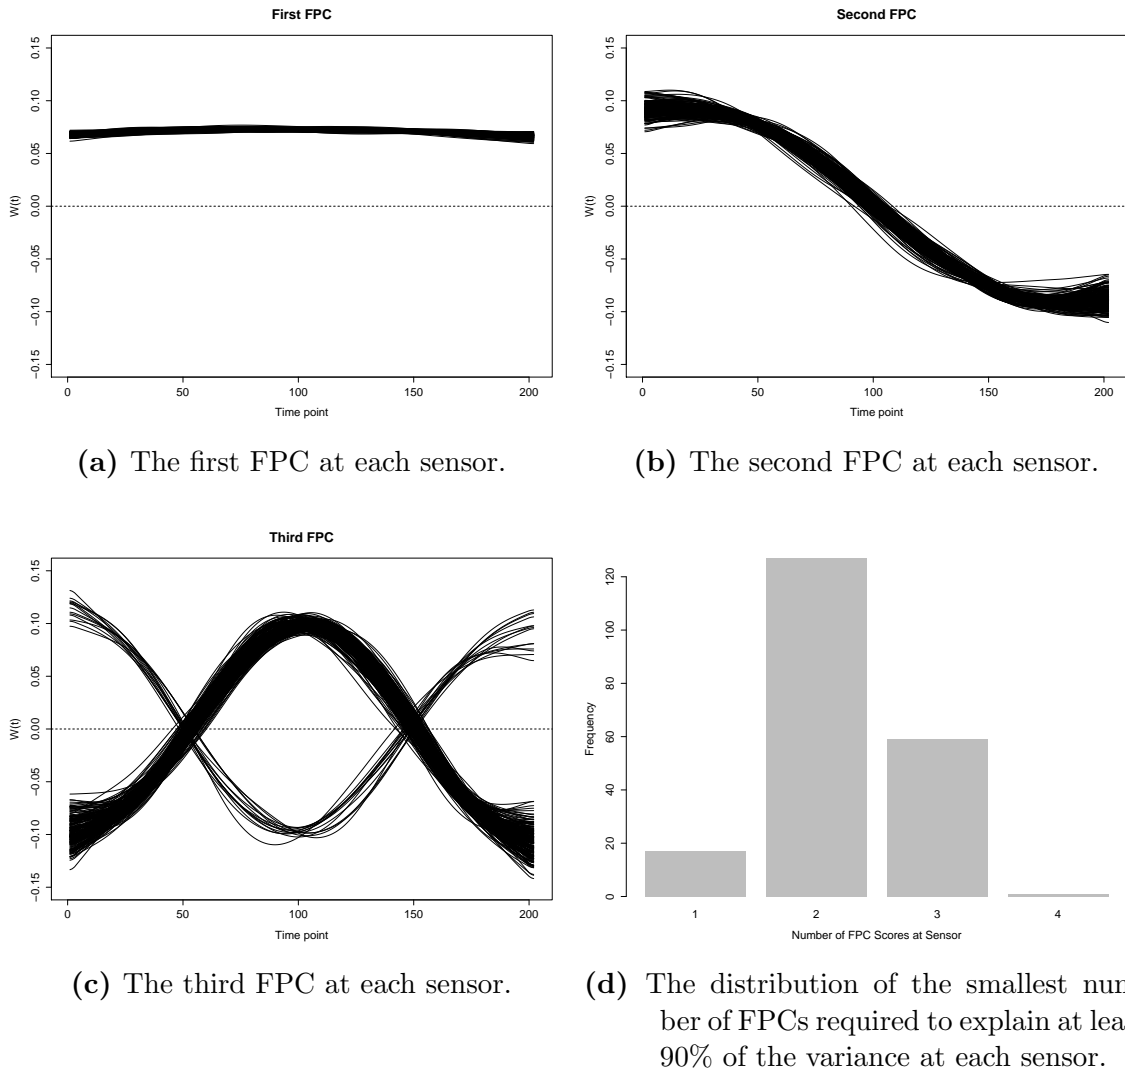 First FPC
0.15
0.10
0.05
0.00
−0.05
−0.10
−0.15
W(t)
0 50 100 150 200
Time point
(a) The first FPC at each sensor.
Second FPC
0.15
0.10
0.05
0.00
−0.05
−0.10
−0.15
W(t)
0 50 100 150 200
Time point
(b) The second FPC at each sensor.
Third FPC
0.15
0.10
0.05
0.00
−0.05
−0.10
−0.15
W(t)
0 50 100 150 200
Time point
(c) The third FPC at each sensor.
120
100
80
60
40
20
0
Frequency
1 2 3 4
Number of FPC Scores at Sensor
(d) The distribution of the smallest num
ber of FPCs required to explain at lea
90% of the variance at each sensor.